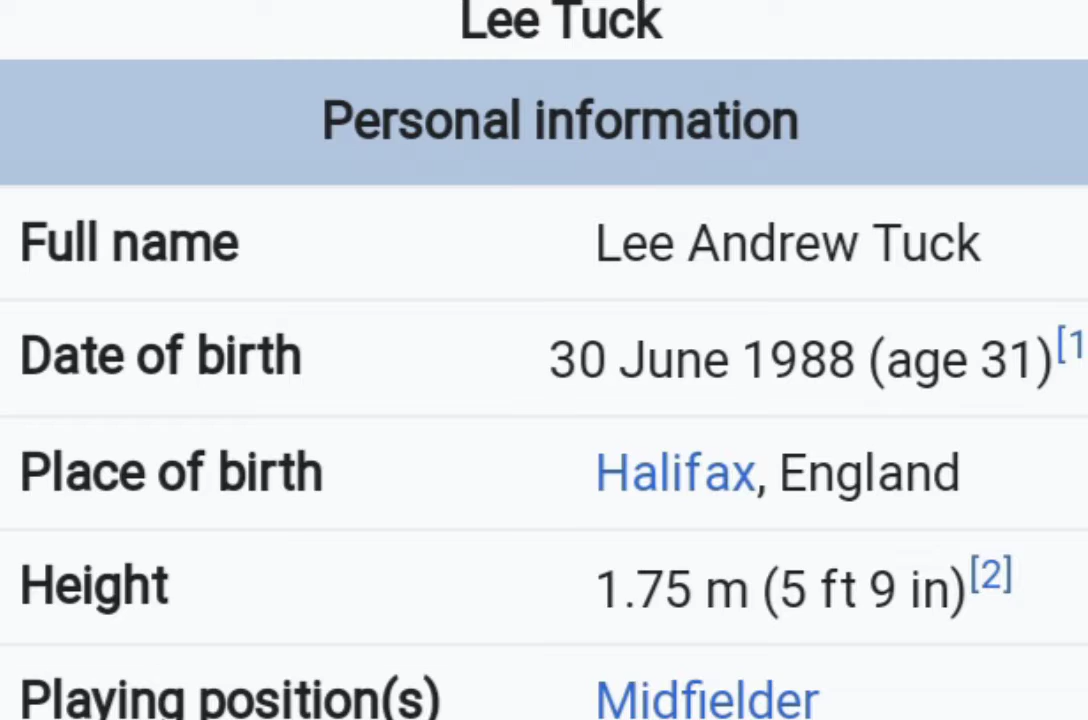 Lee Tuck
Personal information
Full name Lee Andrew Tuck
Date of birth 30 June 1988 (age 31)[1
Place of birth Halifax, England
Height 1.75 m (5 ft 9 in)[2]
Playing position(s) Midfielder